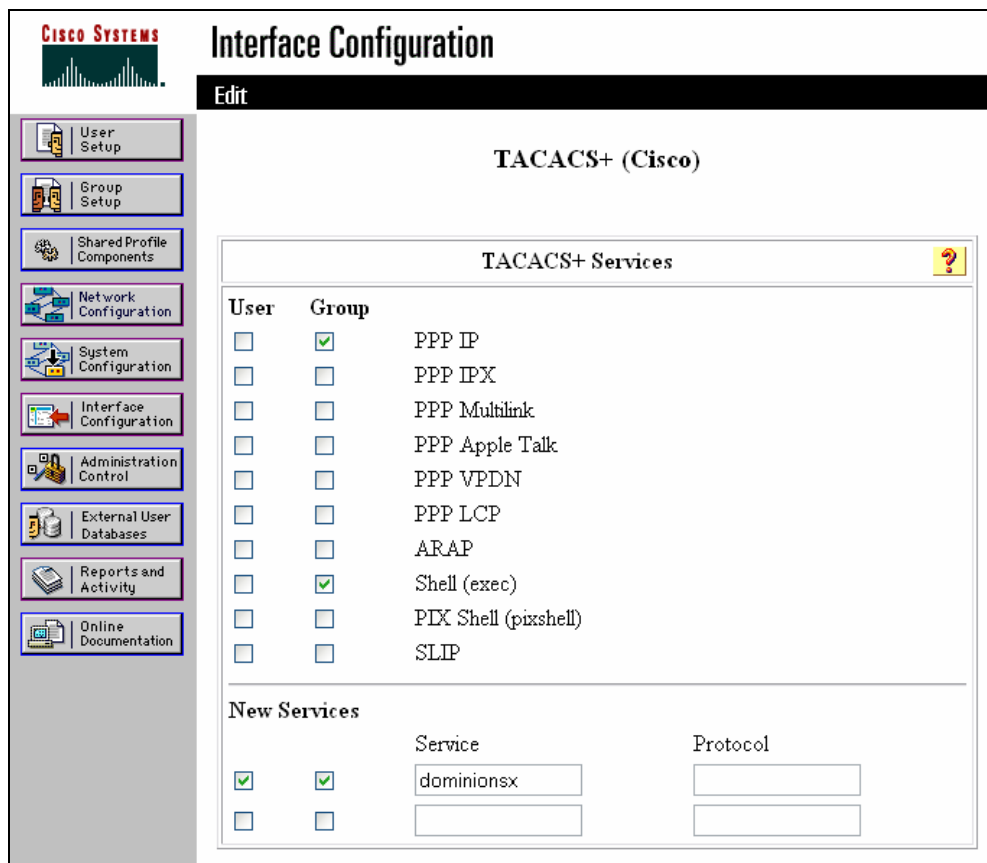 CISCO SYSTEMS
Interface Configuration
Edit
User Setup
Group Setup
Shared Profile Components
Network Configuration
System Configuration
Interface Configuration
Administration Control
External User Databases
Reports and Activity
Online Documentation
TACACS+ (Cisco)
TACACS+ Services
?
User Group
PPP IP
PPP IPX
PPP Multilink
PPP Apple Talk
PPP VPDN
PPP LCP
ARAP
Shell (exec)
PIX Shell (pixshell)
SLIP
New Services
Service Protocol
dominionsx